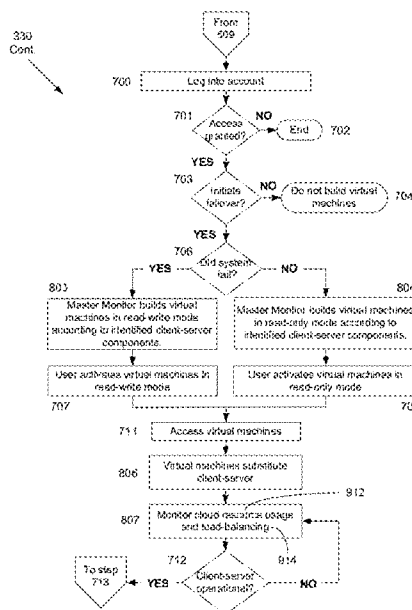 From
609
330
Cont.
700
Log into account
701
Access
granted?
NO
End
702
YES
703
Initiate
failover?
NO
Do not build virtual
machines
704
YES
706
Did system
fail?
YES
NO
803
804
Master Monitor builds virtual
machines in read-write mode
according to identified client-server
components.
Master Monitor builds virtual machines
in read-only mode according to
identified client-server components.
User activates virtual machines in
read-write mode
User activates virtual machines in
read-only mode
707
711
Access virtual machines
806
Virtual machines substitute
client-server
912
807
Monitor cloud resource usage
and load-balancing
914
712
Client-server
operational?
To step
713
YES
NO